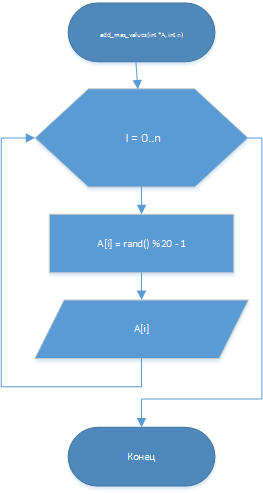 add_mas_values(int *A, int n)
I = 0..n
A[i] = rand() %20 - 1
A[i]
Конец